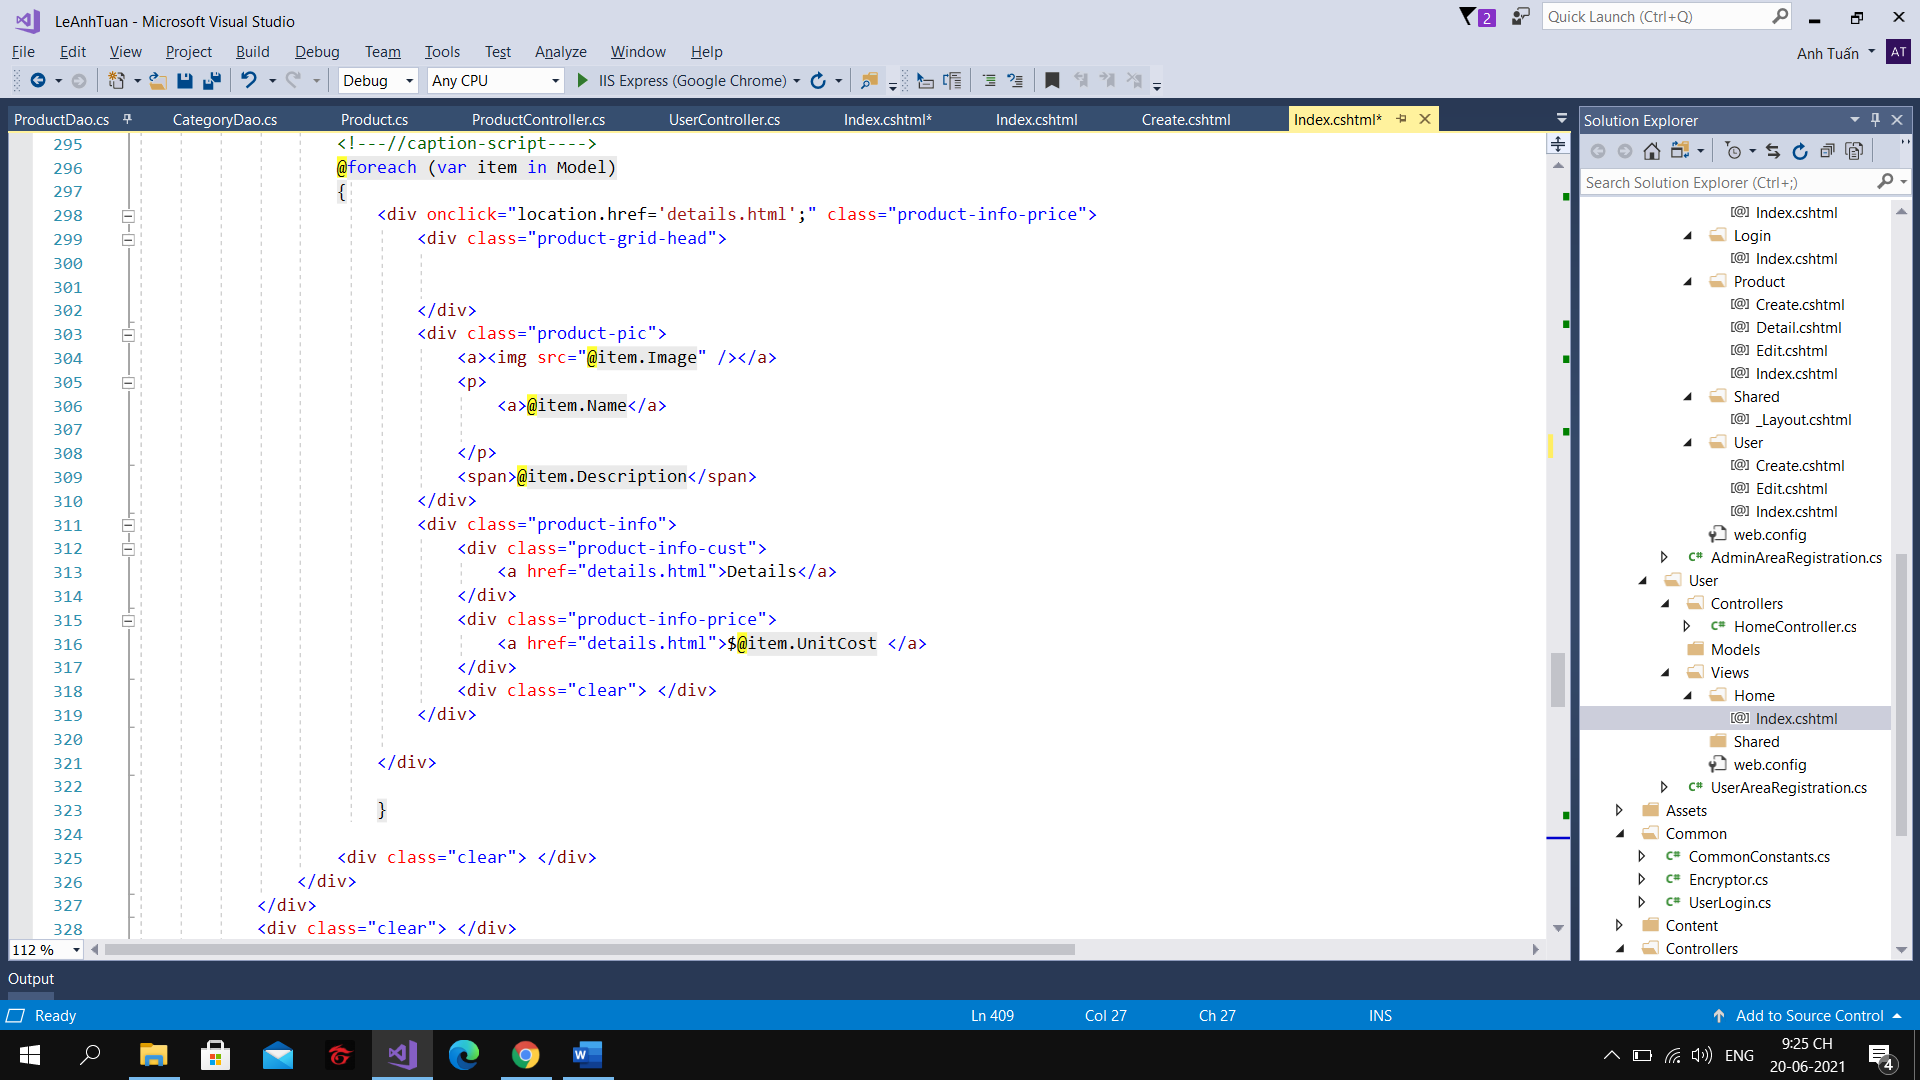 LeAnhTuan - Microsoft Visual Studio
2
Quick Launch (Ctrl+Q)
File Edit View Project Build Debug Team Tools Test Analyze Window Help
Anh Tuấn AT
Debug Any CPU IIS Express (Google Chrome)
ProductDao.cs CategoryDao.cs Product.cs ProductController.cs UserController.cs Index.cshtml* Index.cshtml Create.cshtml Index.cshtml*
295 <!---//caption-script---->
296 @foreach (var item in Model)
297 {
298 <div onclick="location.href='details.html';" class="product-info-price">
299 <div class="product-grid-head">
300
301
302 </div>
303 <div class="product-pic">
304 <a><img src="@item.Image" /></a>
305 <p>
306 <a>@item.Name</a>
307
308 </p>
309 <span>@item.Description</span>
310 </div>
311 <div class="product-info">
312 <div class="product-info-cust">
313 <a href="details.html">Details</a>
314 </div>
315 <div class="product-info-price">
316 <a href="details.html">$@item.UnitCost </a>
317 </div>
318 <div class="clear"> </div>
319 </div>
320
321 </div>
322
323 }
324
325 <div class="clear"> </div>
326 </div>
327 </div>
328 <div class="clear"> </div>
112 %
Solution Explorer
Search Solution Explorer (Ctrl+;)
Index.cshtml
Login
Index.cshtml
Product
Create.cshtml
Detail.cshtml
Edit.cshtml
Index.cshtml
Shared
_Layout.cshtml
User
Create.cshtml
Edit.cshtml
Index.cshtml
web.config
C# AdminAreaRegistration.cs
User
Controllers
C# HomeController.cs
Models
Views
Home
Index.cshtml
Shared
web.config
C# UserAreaRegistration.cs
Assets
Common
C# CommonConstants.cs
C# Encryptor.cs
C# UserLogin.cs
Content
Controllers
Output
Ready Ln 409 Col 27 Ch 27 INS Add to Source Control
ENG
9:25 CH
20-06-2021
4